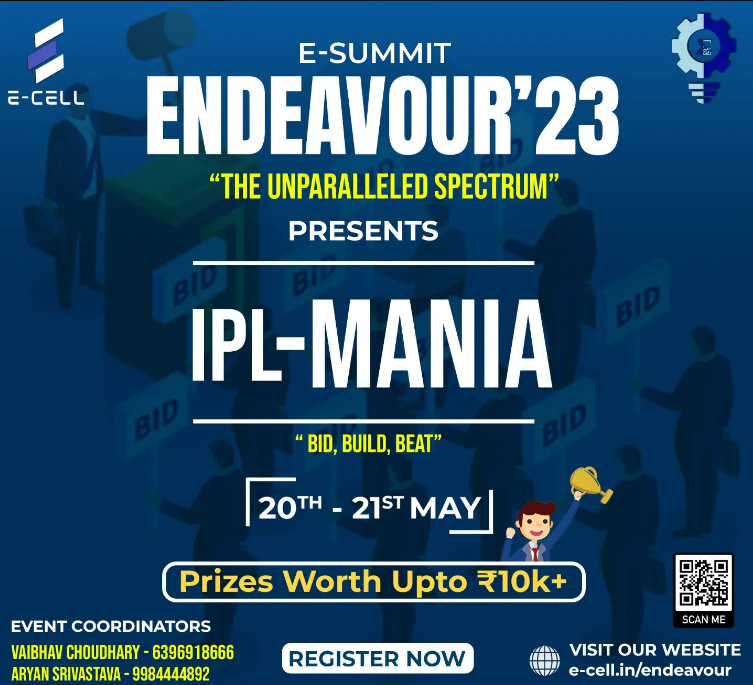 E-CELL
E-SUMMIT
ENDEAVOUR'23
"THE UNPARALLELED SPECTRUM"
PRESENTS
BID
BID
BID
BID
IPL-MANIA
BID
BID
" BID, BUILD, BEAT"
20TH - 21ST MAY
Prizes Worth Upto ₹10k+
SCAN ME
EVENT COORDINATORS
VAIBHAV CHOUDHARY - 6396918666
ARYAN SRIVASTAVA - 9984444892
REGISTER NOW
VISIT OUR WEBSITE
e-cell.in/endeavour